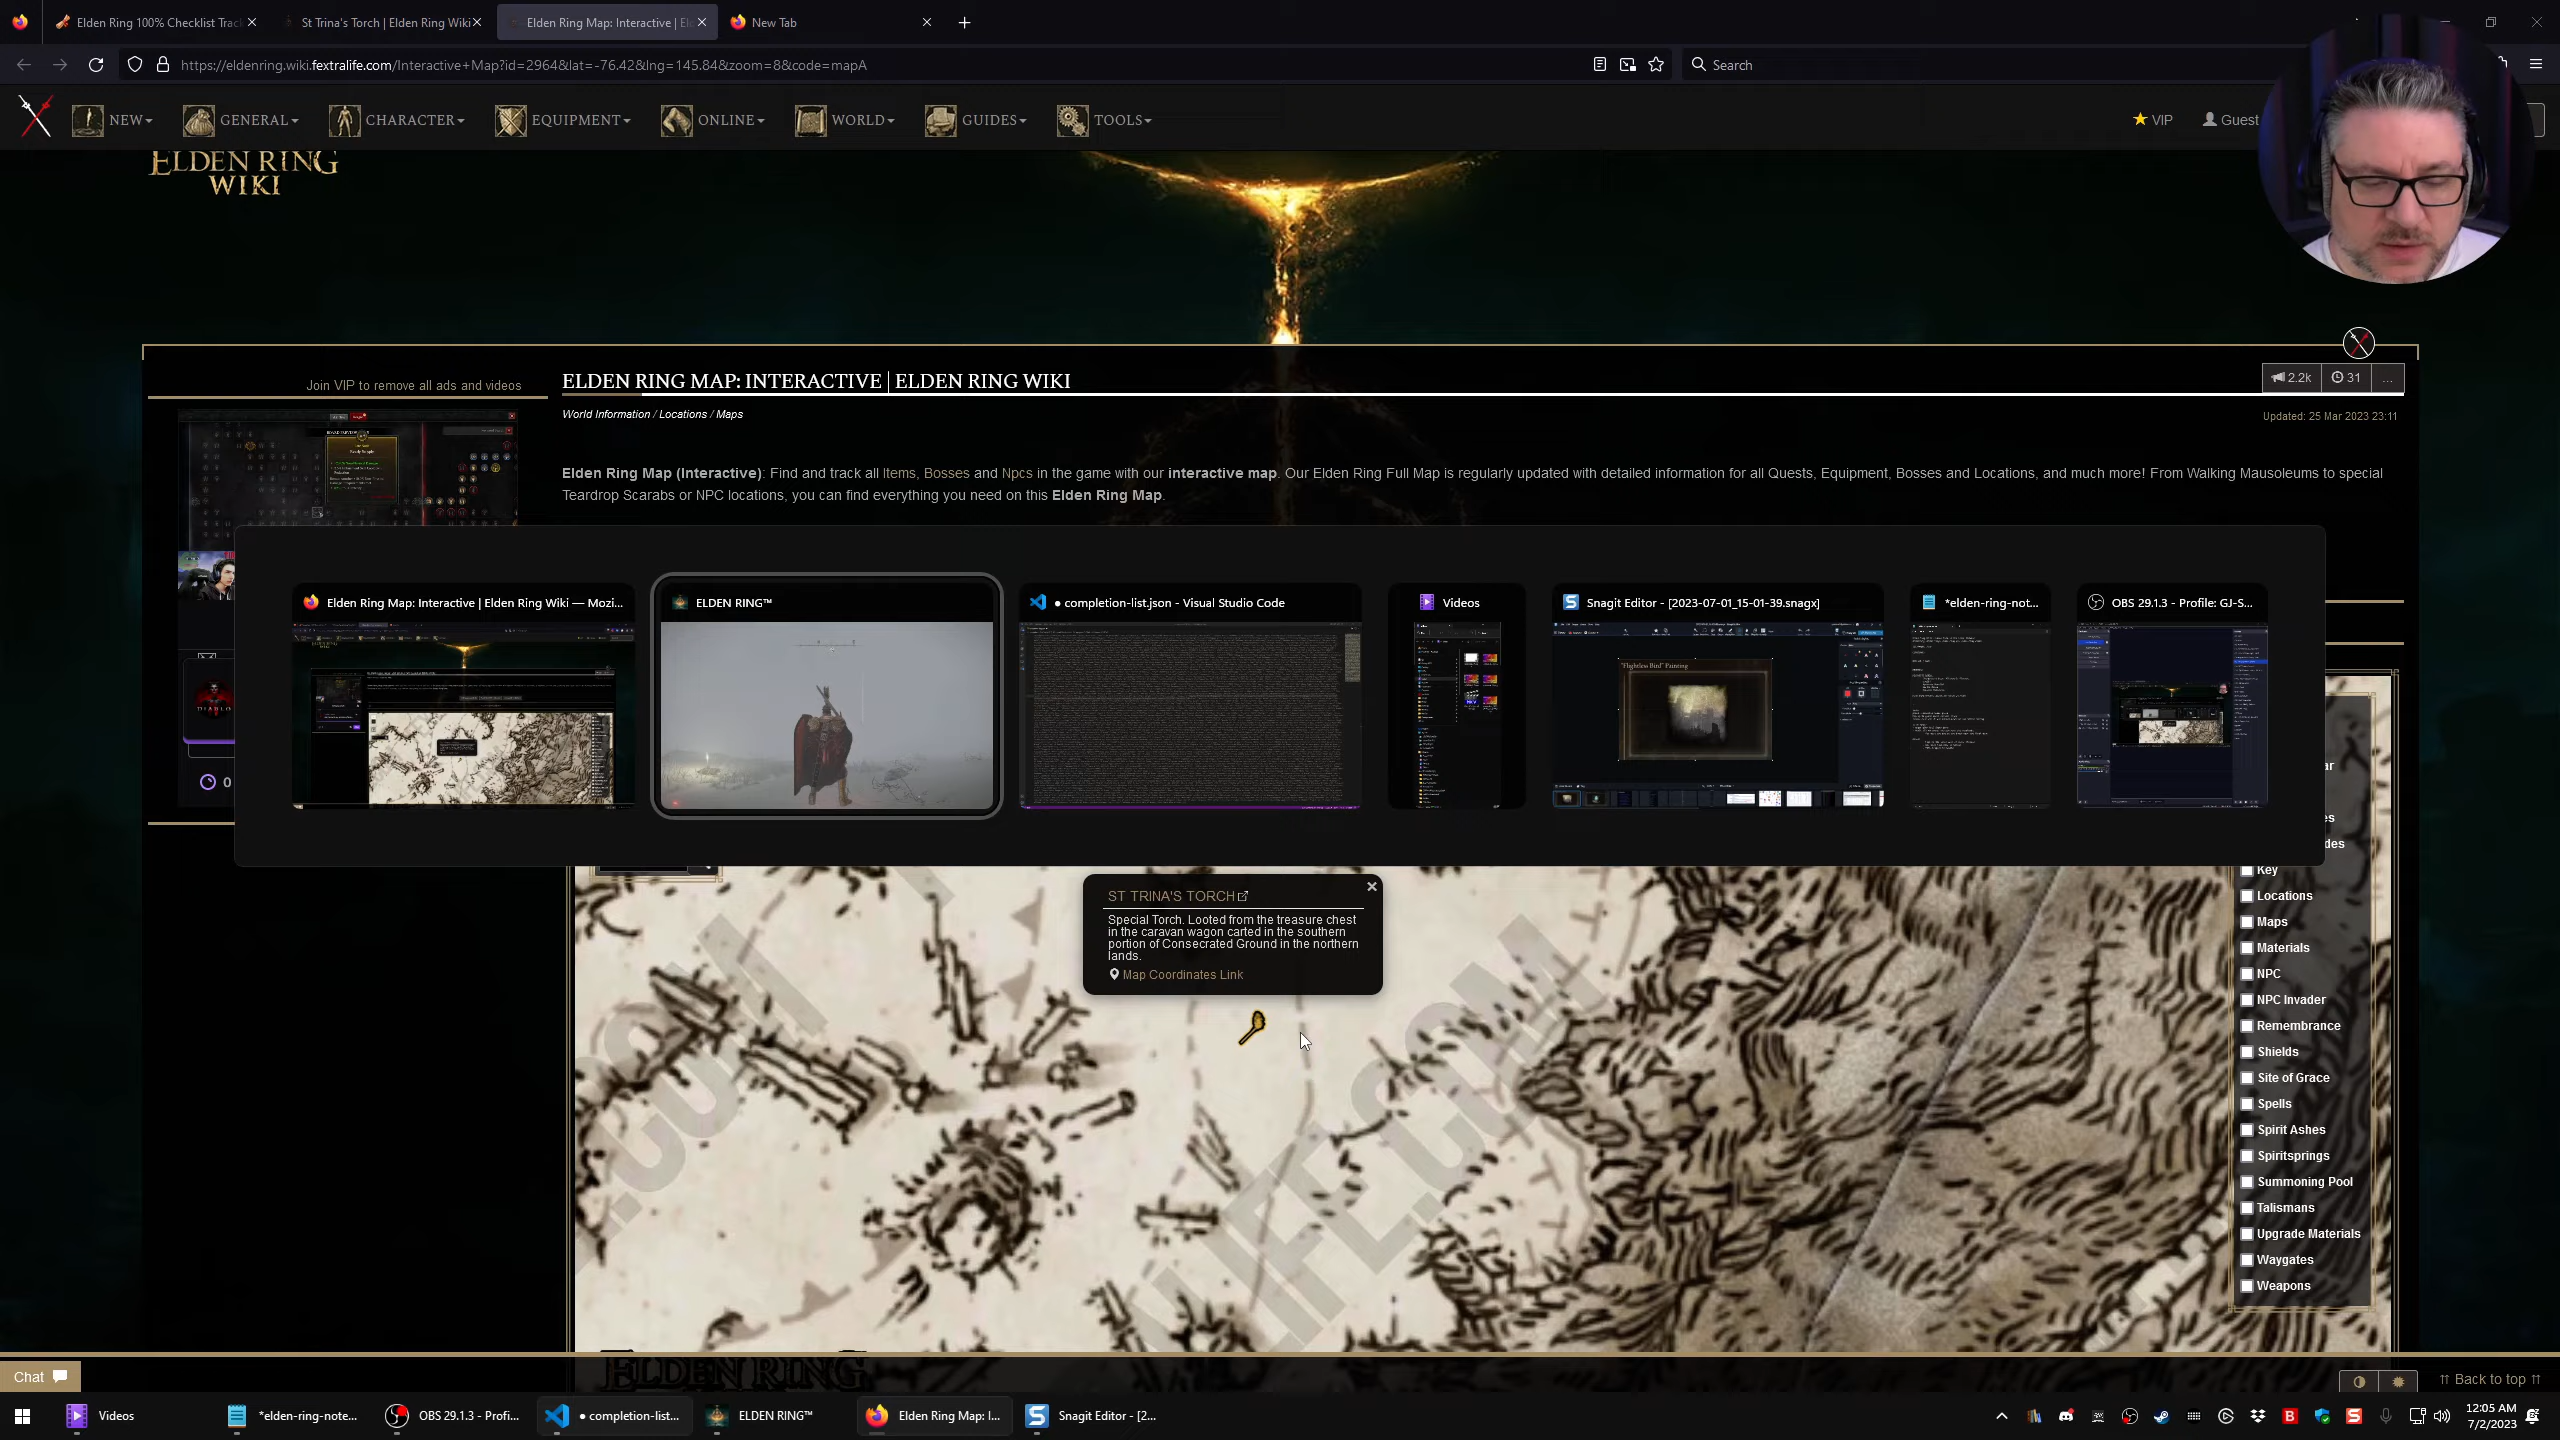 Elden Ring 100% Checklist Trac
St Trina's Torch | Elden Ring Wiki
Elden Ring Map: Interactive | El
New Tab
https://eldenring.wiki.fextralife.com/Interactive+Map?id=2964&lat=-76.42&lng=145.84&zoom=8&code=mapA
Search
NEW
GENERAL
CHARACTER
EQUIPMENT
ONLINE
WORLD
GUIDES
TOOLS
VIP
Guest
ELDEN RING
WIKI
Join VIP to remove all ads and videos
ELDEN RING MAP: INTERACTIVE | ELDEN RING WIKI
2.2k
31
...
World Information / Locations / Maps
Updated: 25 Mar 2023 23:11
Elden Ring Map (Interactive): Find and track all Items, Bosses and Npcs in the game with our interactive map. Our Elden Ring Full Map is regularly updated with detailed information for all Quests, Equipment, Bosses and Locations, and much more! From Walking Mausoleums to special
Teardrop Scarabs or NPC locations, you can find everything you need on this Elden Ring Map.
Elden Ring Map: Interactive | Elden Ring Wiki — Mozi...
ELDEN RING™
● completion-list.json - Visual Studio Code
Videos
Snagit Editor - [2023-07-01_15-01-39.snagx]
*elden-ring-not...
OBS 29.1.3 - Profile: GJ-S...
"Flightless Bird" Painting
DIABLO
0
ST TRINA'S TORCH
Special Torch. Looted from the treasure chest
in the caravan wagon carted in the southern
portion of Consecrated Ground in the northern
lands.
Map Coordinates Link
Key
Locations
Maps
Materials
NPC
NPC Invader
Remembrance
Shields
Site of Grace
Spells
Spirit Ashes
Spiritsprings
Summoning Pool
Talismans
Upgrade Materials
Waygates
Weapons
ELDEN RING
Chat
Back to top
Videos
*elden-ring-note...
OBS 29.1.3 - Profi...
● completion-list...
ELDEN RING™
Elden Ring Map: I...
Snagit Editor - [2...
12:05 AM
7/2/2023